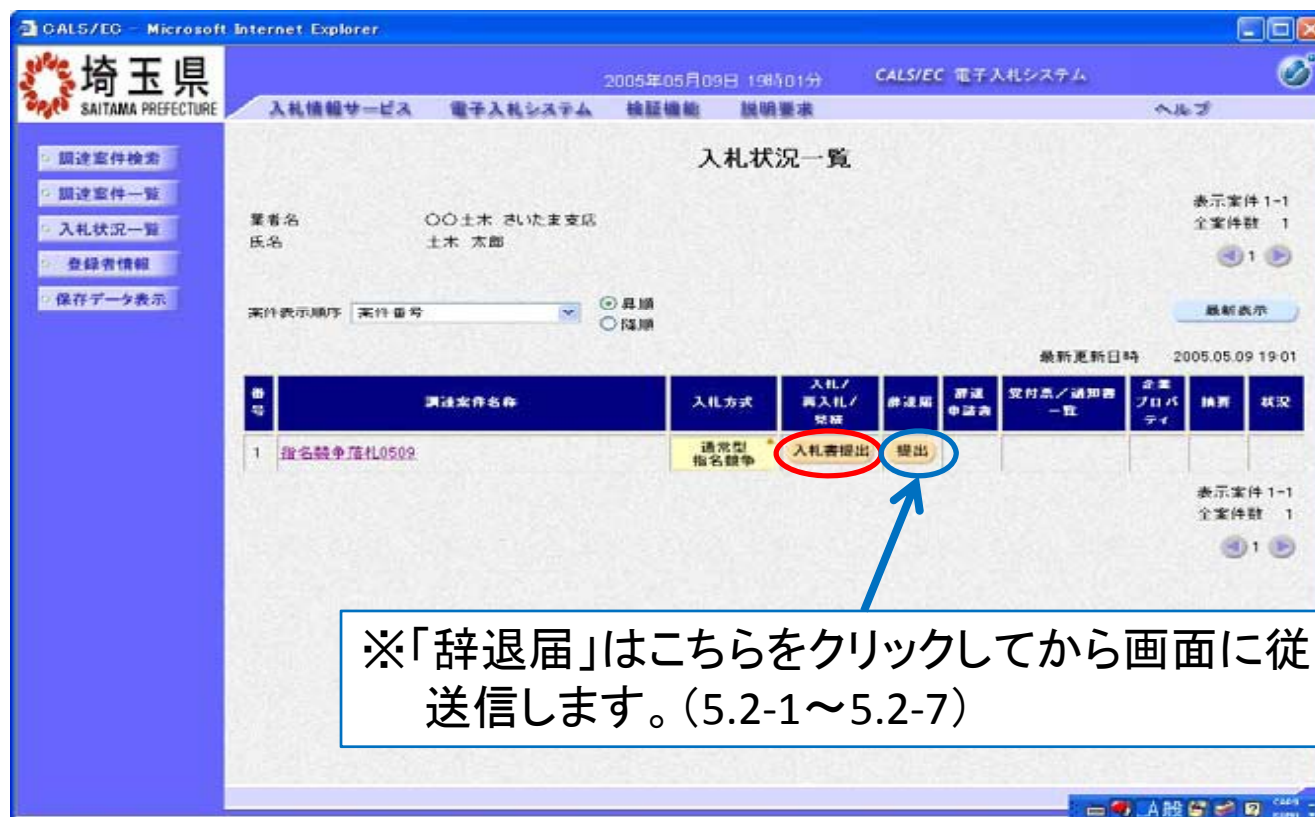 CALS/EC - Microsoft Internet Explorer
埼玉県
SAITAMA PREFECTURE
2005年05月09日 19時01分
CALS/EC 電子入札システム
入札情報サービス 電子入札システム 検証機能 説明要求 ヘルプ
調達案件検索
調達案件一覧
入札状況一覧
登録者情報
保存データ表示
入札状況一覧
表示案件 1-1
全案件数 1
1
業者名 〇〇土木 さいたま支店
氏名 土木 太郎
案件表示順序 案件番号
昇順
降順
最新表示
最新更新日時 2005.05.09 19:01
番号 調達案件名称 入札方式 入札/再入札/見積 辞退届 辞退申請書 受付票/通知書一覧 企業プロパティ 摘要 状況
1 指名競争落札0509 通常型指名競争 入札書提出 提出
表示案件 1-1
全案件数 1
1
※「辞退届」はこちらをクリックしてから画面に従
送信します。（5.2-1～5.2-7）
A 般
CAPS